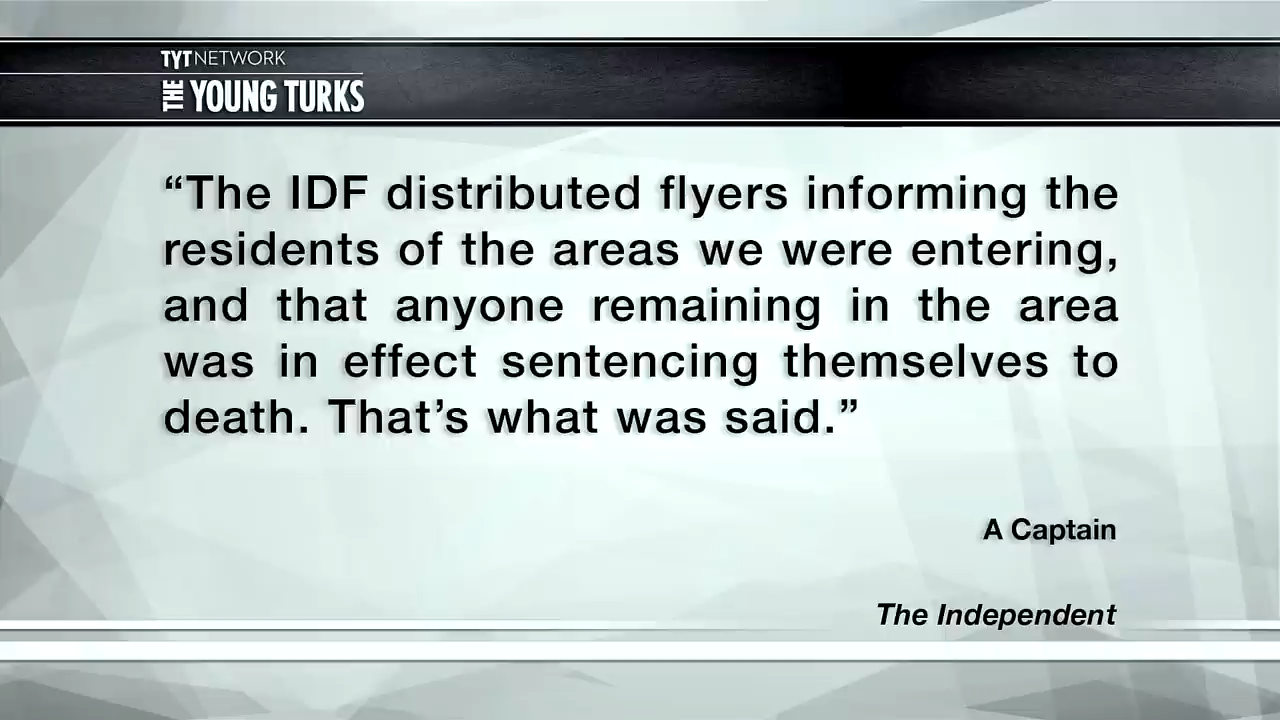 TYTNETWORK
THE YOUNG TURKS
“The IDF distributed flyers informing the
residents of the areas we were entering,
and that anyone remaining in the area
was in effect sentencing themselves to
death. That’s what was said.”
A Captain
The Independent